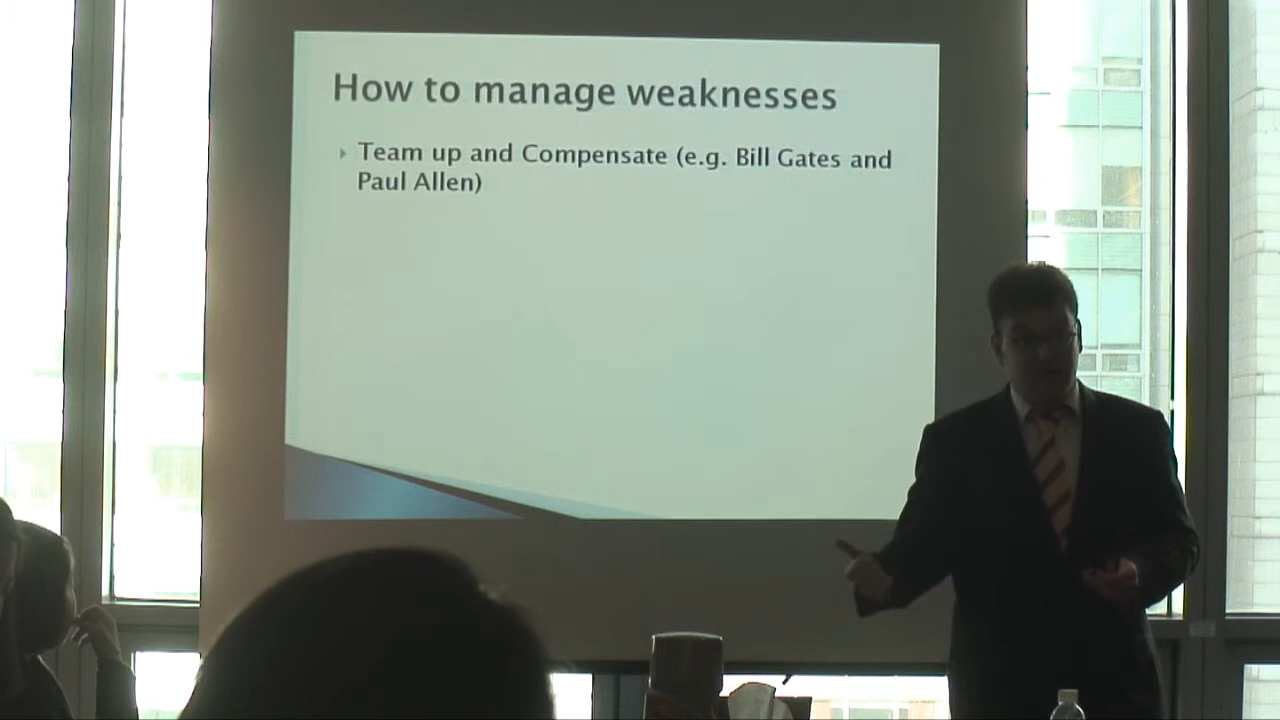 How to manage weaknesses
Team up and Compensate (e.g. Bill Gates and
Paul Allen)